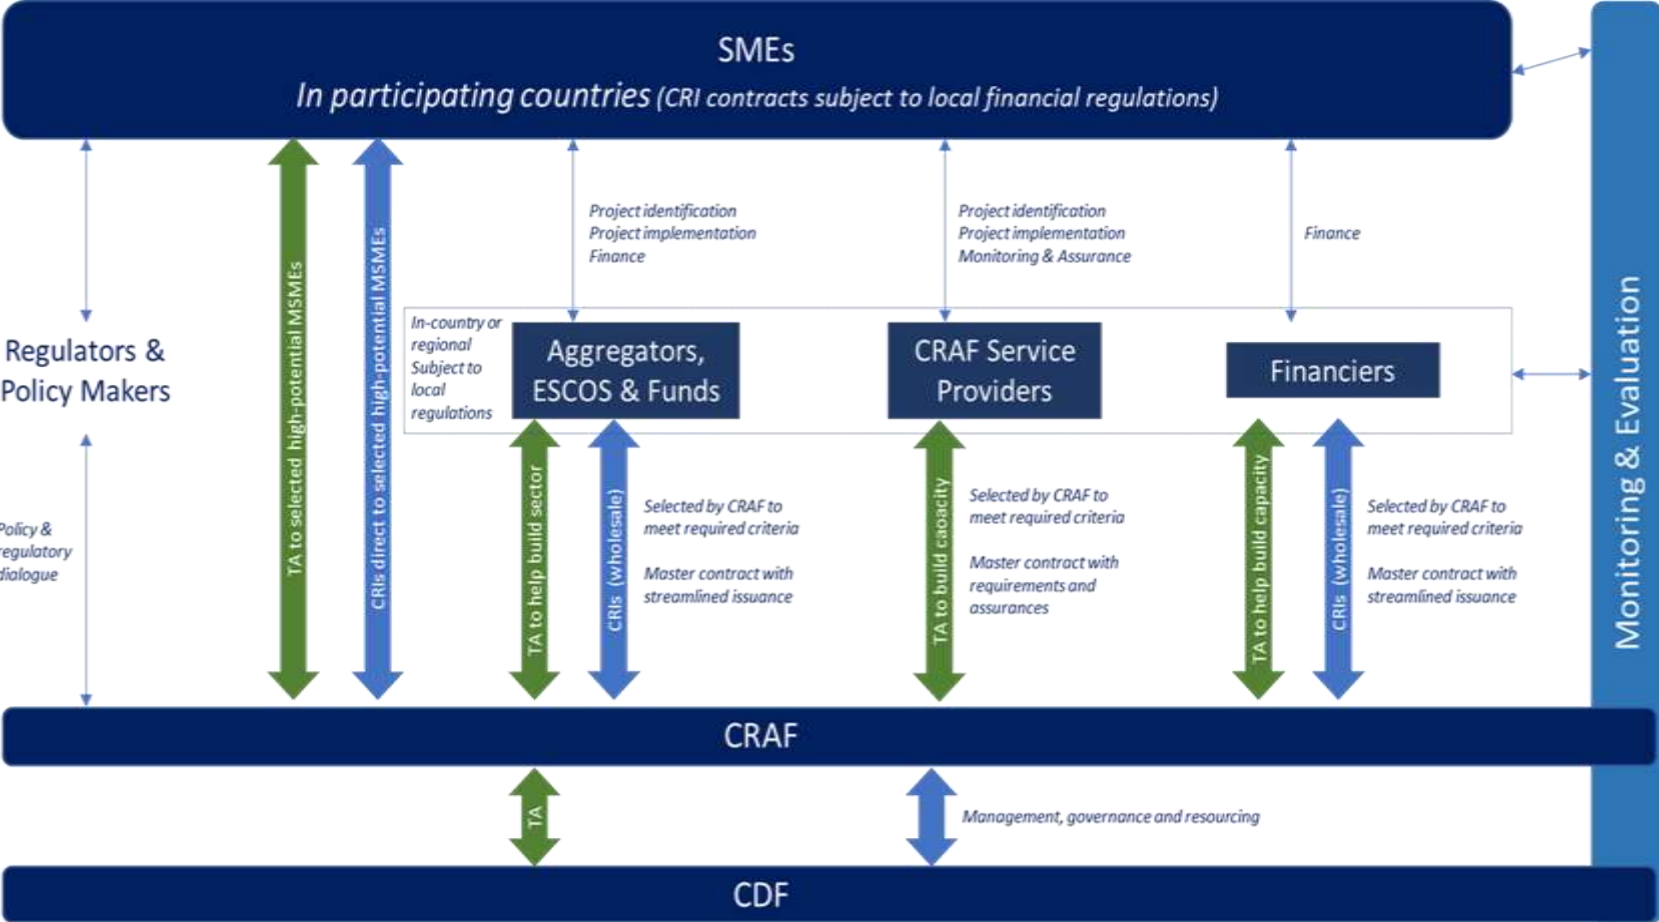 SMEs
In participating countries (CRI contracts subject to local financial regulations)
Project identification
Project implementation
Finance
Project identification
Project implementation
Monitoring & Assurance
Finance
Regulators &
Policy Makers
TA to selected high-potential MSMEs
CRIs direct to selected high-potential MSMEs
In-country or
regional
Subject to
local
regulations
Aggregators,
ESCOS & Funds
CRAF Service
Providers
Financiers
Monitoring & Evaluation
Policy &
regulatory
dialogue
TA to help build sector
CRIs (wholesale)
Selected by CRAF to
meet required criteria
Master contract with
streamlined issuance
TA to build caoacity
Selected by CRAF to
meet required criteria
Master contract with
requirements and
assurances
TA to help build capacity
CRIs (wholesale)
Selected by CRAF to
meet required criteria
Master contract with
streamlined issuance
CRAF
TA
Management, governance and resourcing
CDF